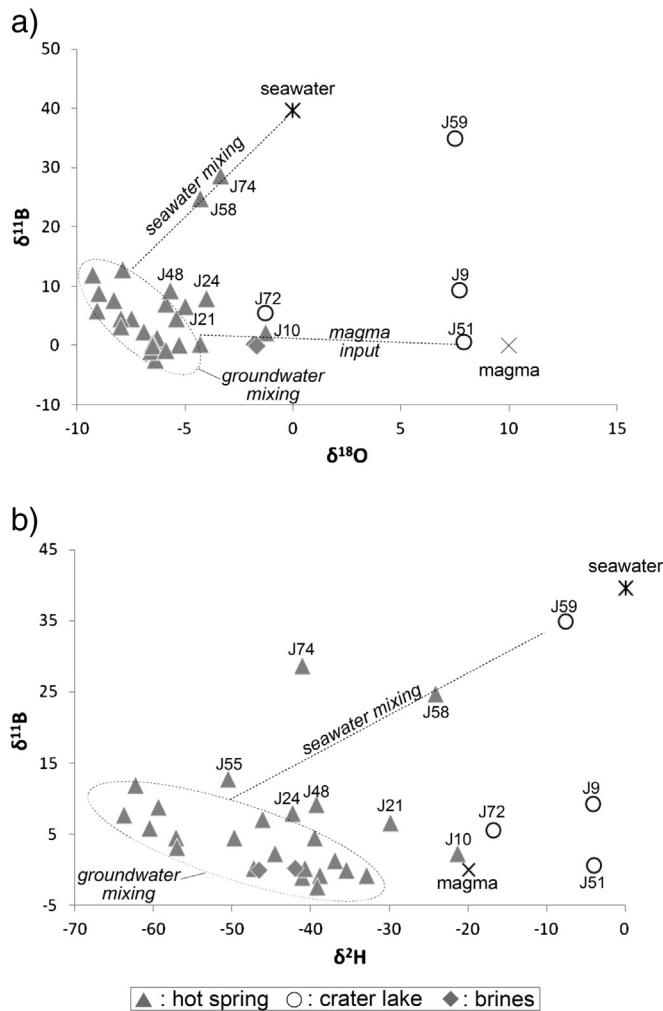 a)
50
40
30
20
10
0
-10
δ¹¹B
seawater
J59
seawater mixing
J74
J58
J48
J24
J72
J9
J21
J10
J51
magma
input
magma
groundwater
mixing
-10
-5
0
5
10
15
δ¹⁸O
b)
45
35
25
15
5
-5
δ¹¹B
seawater
J59
J74
seawater mixing
J58
J55
J24
J48
J21
J72
J9
J10
magma
J51
groundwater
mixing
-70
-60
-50
-40
-30
-20
-10
0
δ²H
: hot spring
: crater lake
: brines